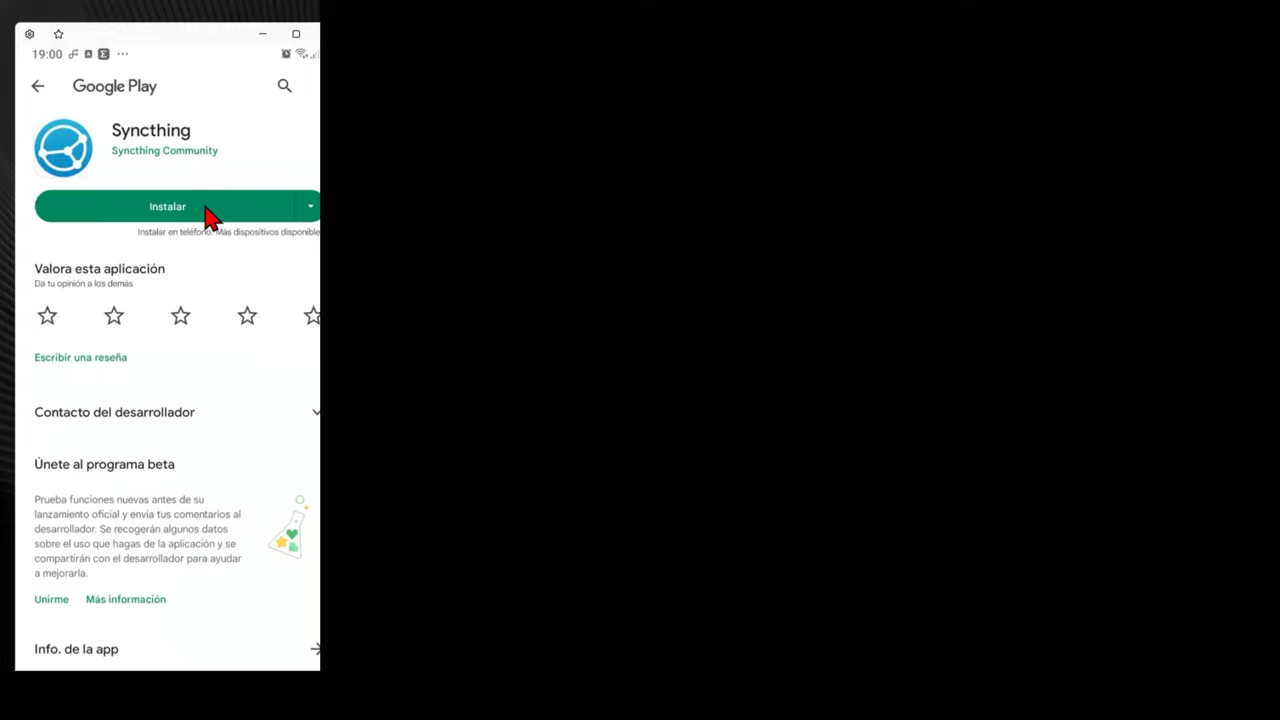 19:00
Google Play
Syncthing
Syncthing Community
Instalar
Instalar en teléfono. Más dispositivos disponible
Valora esta aplicación
Da tu opinión a los demás
Escribir una reseña
Contacto del desarrollador
Únete al programa beta
Prueba funciones nuevas antes de su
lanzamiento oficial y envía tus comentarios al
desarrollador. Se recogerán algunos datos
sobre el uso que hagas de la aplicación y se
compartirán con el desarrollador para ayudar
a mejorarla.
Unirme Más información
Info. de la app